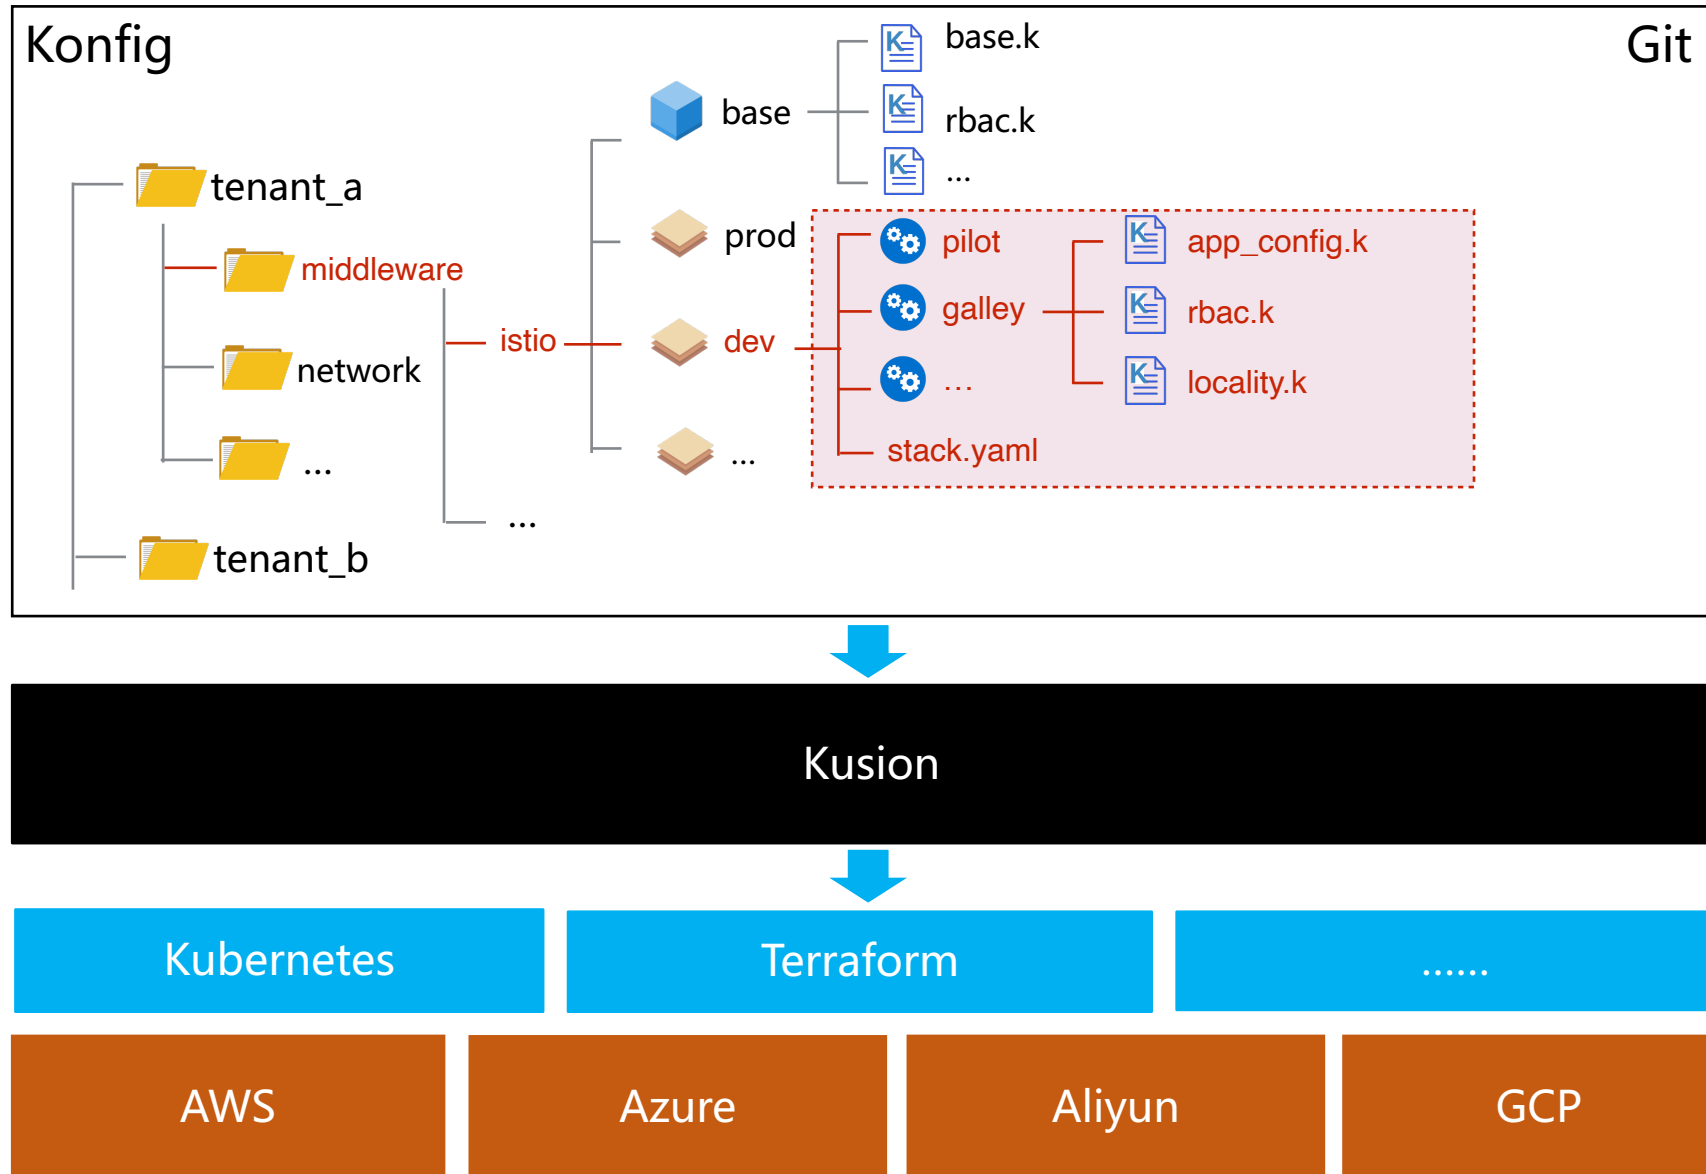 Konfig
Git
base
base.k
rbac.k
...
tenant_a
middleware
network
...
tenant_b
istio
...
prod
dev
...
pilot
galley
...
stack.yaml
app_config.k
rbac.k
locality.k
Kusion
Kubernetes
Terraform
......
AWS
Azure
Aliyun
GCP